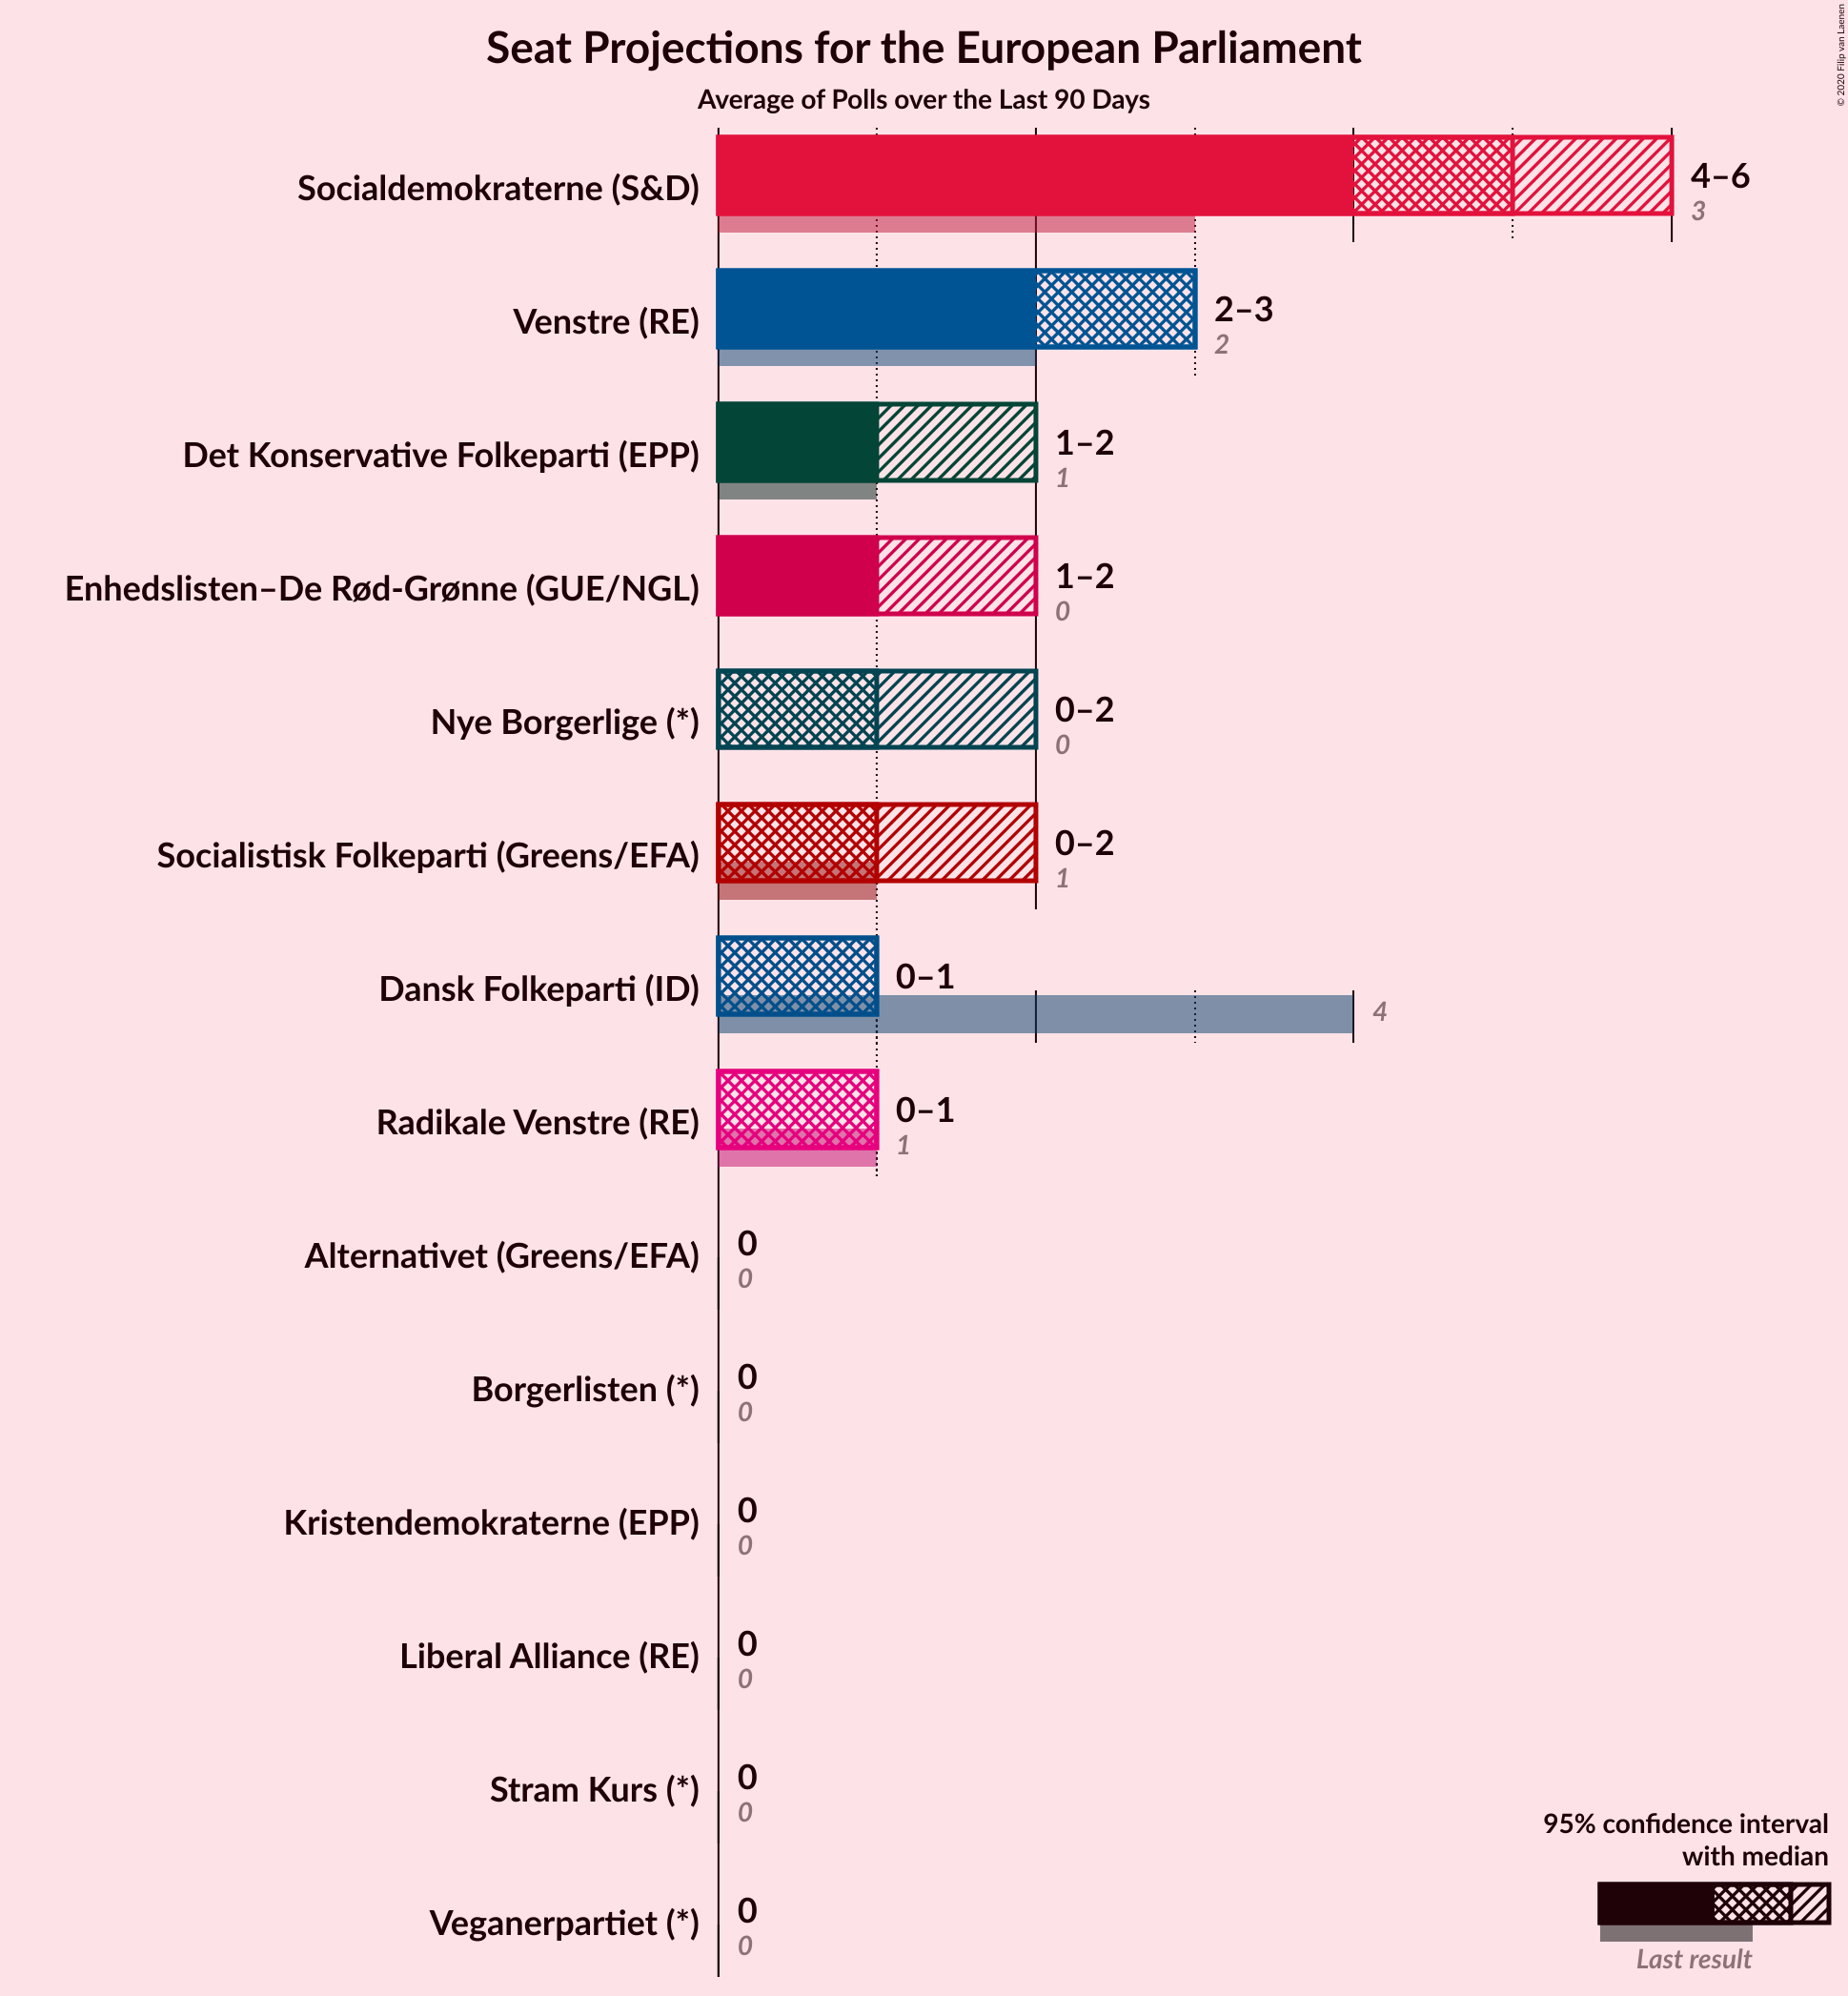 Seat Projections for the European Parliament
Average of Polls over the Last 90 Days
© 2020 Filip van Laenen
Socialdemokraterne (S&D)
4–6
3
Venstre (RE)
2–3
2
Det Konservative Folkeparti (EPP)
1–2
1
Enhedslisten–De Rød-Grønne (GUE/NGL)
1–2
0
Nye Borgerlige (*)
0–2
0
Socialistisk Folkeparti (Greens/EFA)
0–2
1
Dansk Folkeparti (ID)
0–1
4
Radikale Venstre (RE)
0–1
1
Alternativet (Greens/EFA)
0
0
Borgerlisten (*)
0
0
Kristendemokraterne (EPP)
0
0
Liberal Alliance (RE)
0
0
Stram Kurs (*)
0
0
Veganerpartiet (*)
0
0
95% confidence interval
with median
Last result